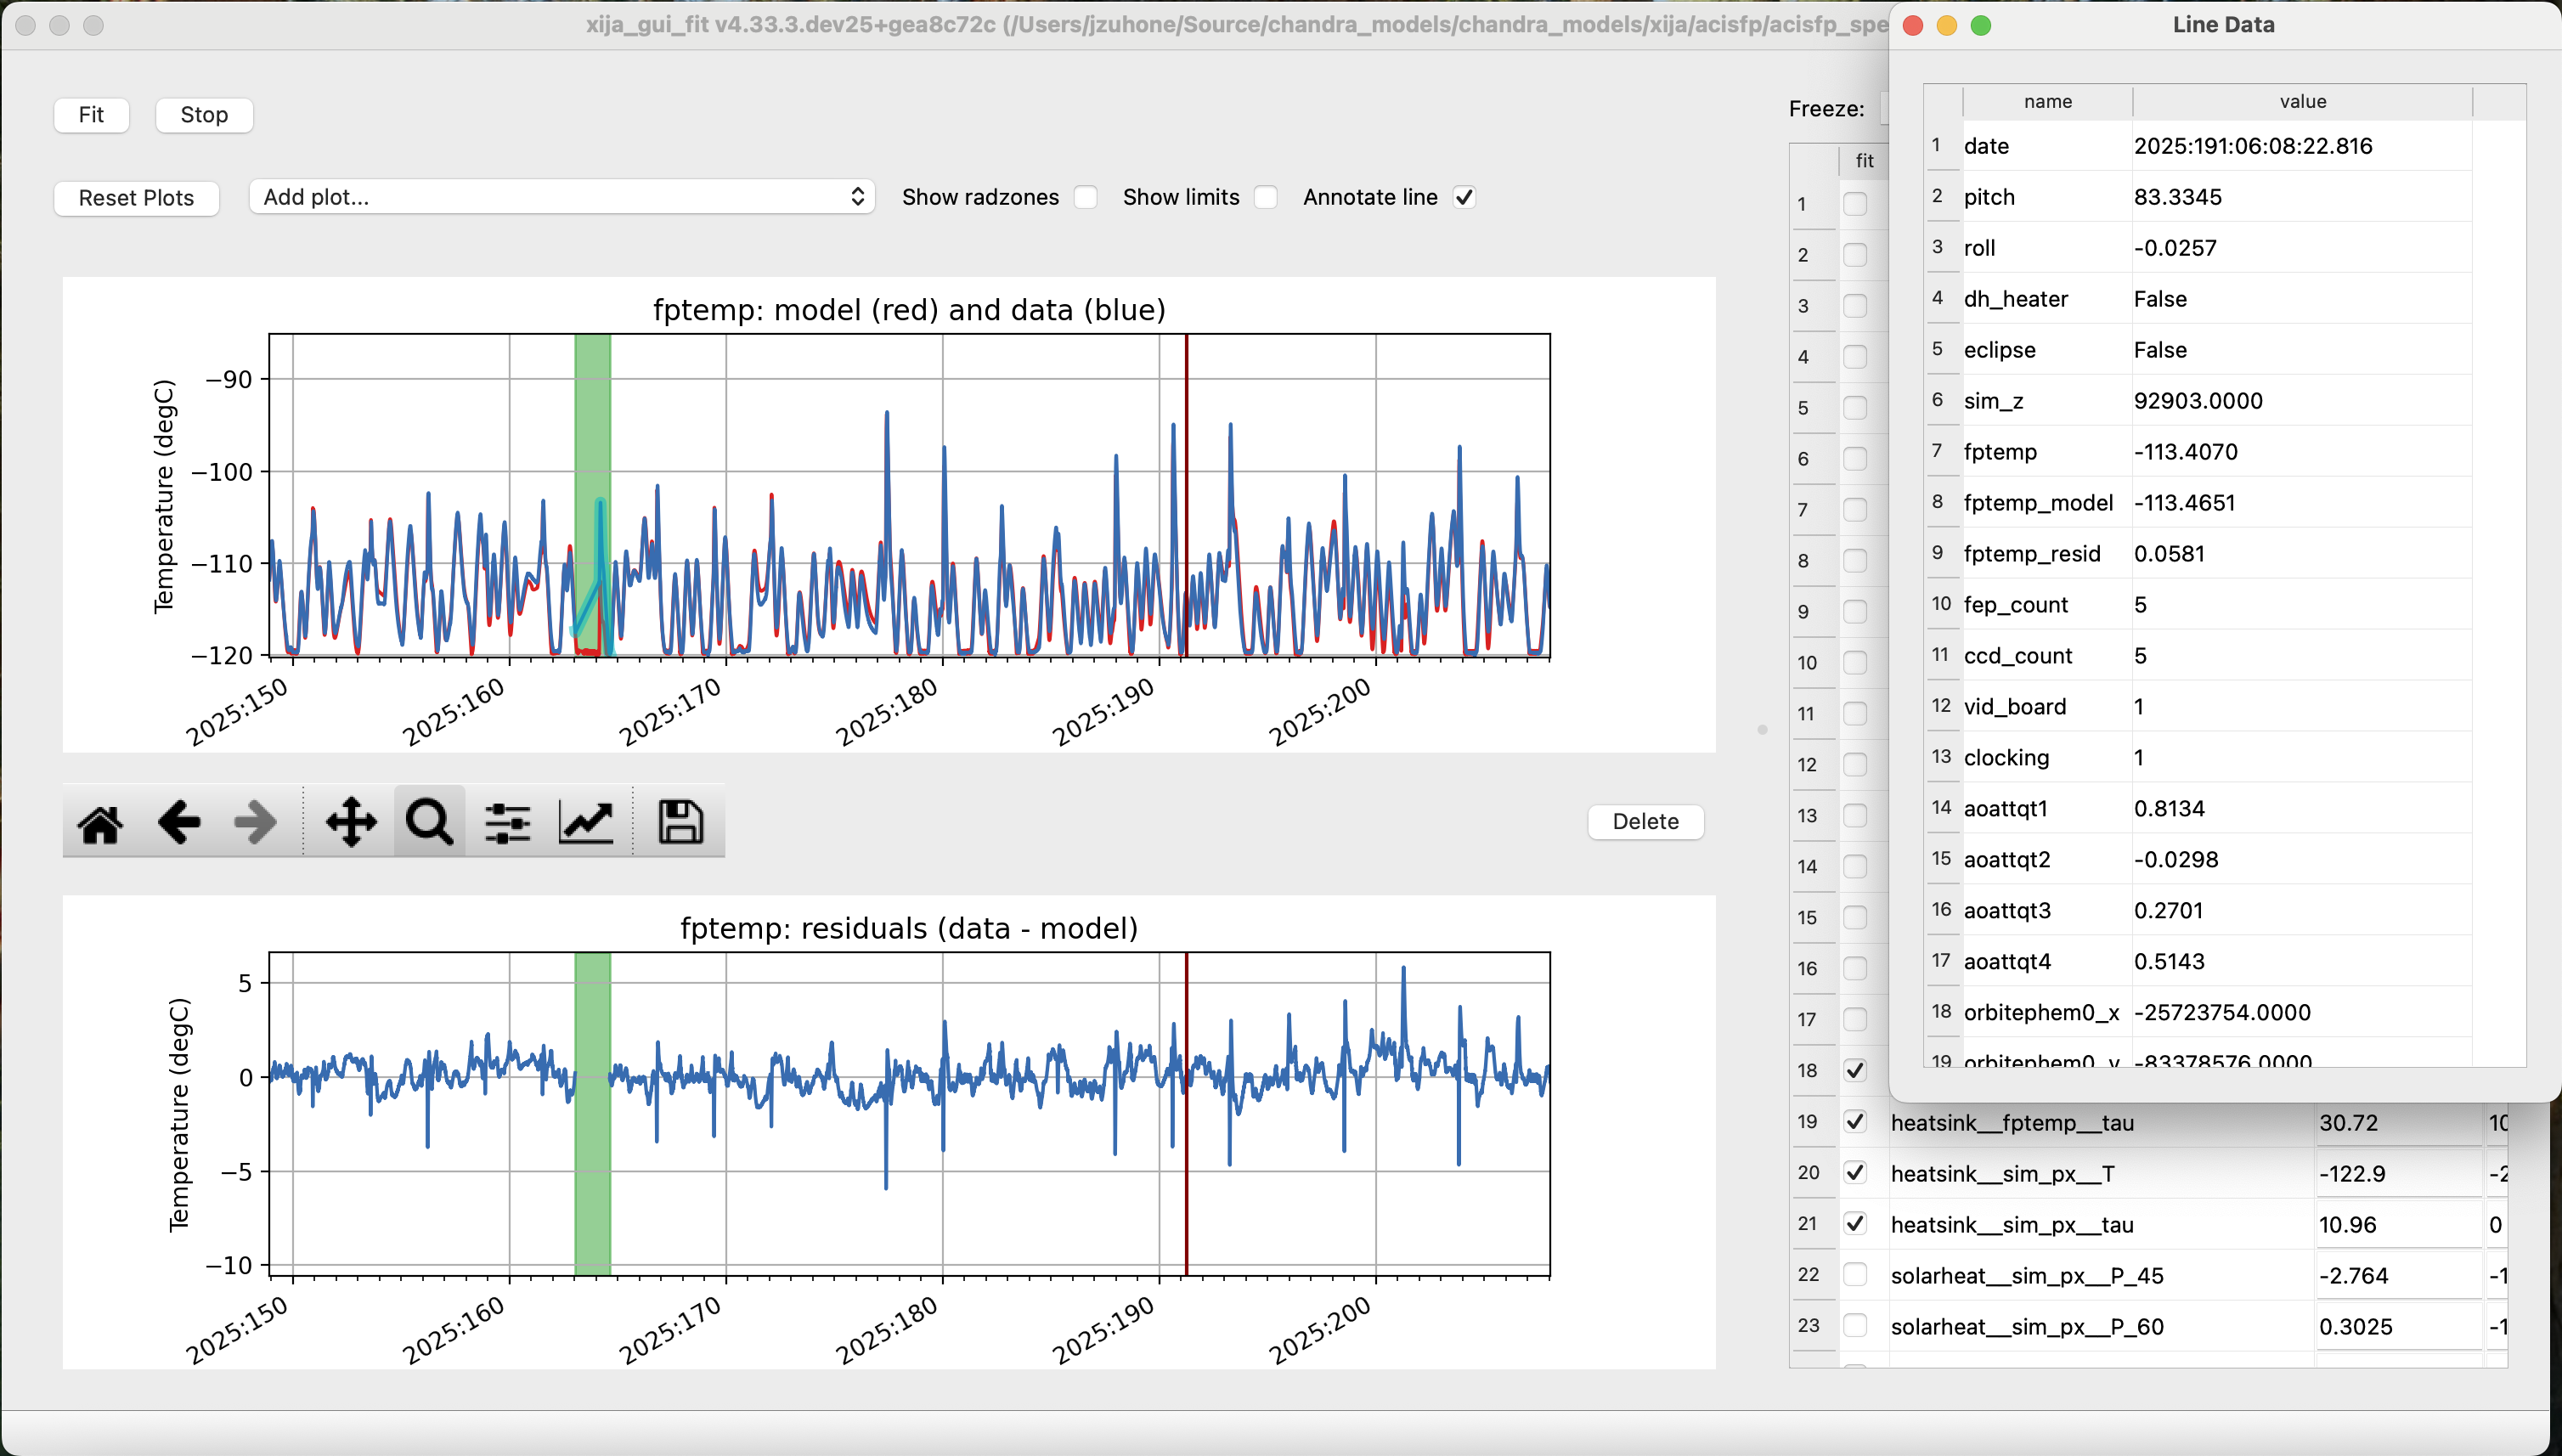 xija_gui_fit v4.33.3.dev25+gea8c72c (/Users/jzuhone/Source/chandra_models/chandra_models/xija/acisfp/acisfp_spe
Fit Stop
Reset Plots Add plot... Show radzones Show limits Annotate line
fptemp: model (red) and data (blue)
Temperature (degC)
−90
−100
−110
−120
2025:150 2025:160 2025:170 2025:180 2025:190 2025:200
Delete
fptemp: residuals (data - model)
Temperature (degC)
5
0
−5
−10
2025:150 2025:160 2025:170 2025:180 2025:190 2025:200
Freeze:
fit
1
2
3
4
5
6
7
8
9
10
11
12
13
14
15
16
17
18
19 heatsink__fptemp__tau 30.72 10
20 heatsink__sim_px__T -122.9 -2
21 heatsink__sim_px__tau 10.96 0
22 solarheat__sim_px__P_45 -2.764 -1
23 solarheat__sim_px__P_60 0.3025 -1
Line Data
name value
1 date 2025:191:06:08:22.816
2 pitch 83.3345
3 roll -0.0257
4 dh_heater False
5 eclipse False
6 sim_z 92903.0000
7 fptemp -113.4070
8 fptemp_model -113.4651
9 fptemp_resid 0.0581
10 fep_count 5
11 ccd_count 5
12 vid_board 1
13 clocking 1
14 aoattqt1 0.8134
15 aoattqt2 -0.0298
16 aoattqt3 0.2701
17 aoattqt4 0.5143
18 orbitephem0_x -25723754.0000
19 orbitephem0_y -83378576.0000